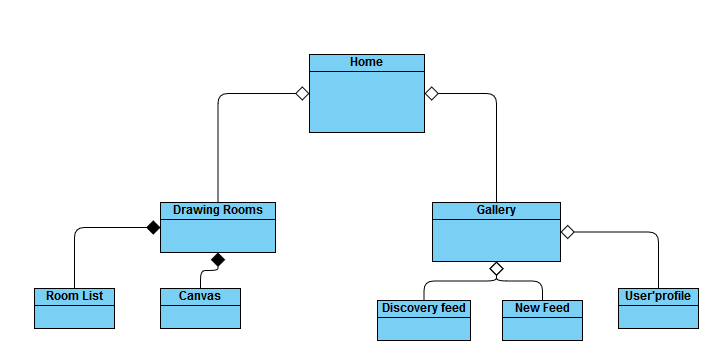 Home
Drawing Rooms
Gallery
Room List
Canvas
Discovery feed
New Feed
User'profile